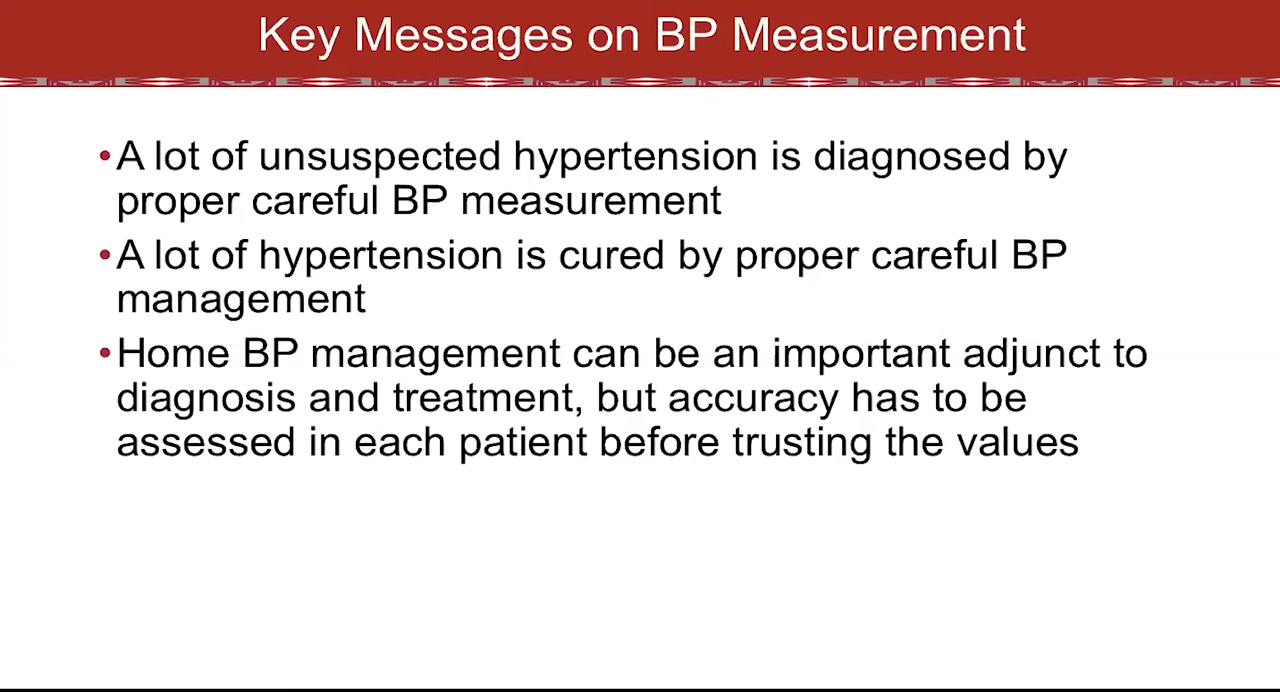 Key Messages on BP Measurement
•A lot of unsuspected hypertension is diagnosed by
proper careful BP measurement
•A lot of hypertension is cured by proper careful BP
management
•Home BP management can be an important adjunct to
diagnosis and treatment, but accuracy has to be
assessed in each patient before trusting the values